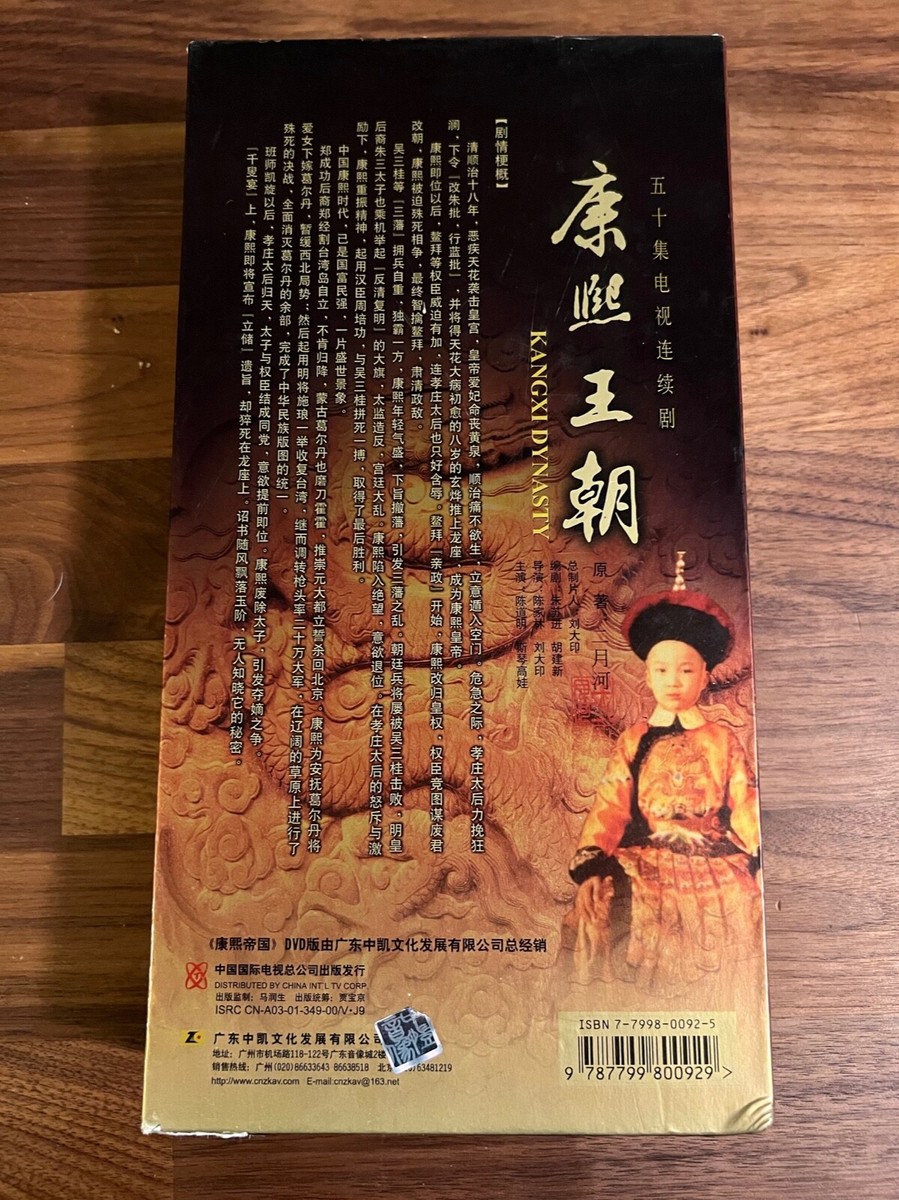 五十集电视连续剧
康熙王朝
KANGXI DYNASTY
原著 二月河
总制片人 刘大印
编剧 朱苏进 胡建新
导演 陈家林 刘大印
主演 陈道明 斯琴高娃
【剧情梗概】
清顺治十八年，恶疾天花袭击皇宫，皇帝爱妃命丧黄泉，顺治痛不欲生，立意遁入空门。危急之际，孝庄太后力挽狂
澜，下令“改朱批，行蓝批”，并将得天花大病初愈的八岁的玄烨推上龙座，成为康熙皇帝。
康熙即位以后，鳌拜等权臣威迫有加，连孝庄太后也只好含辱。鳌拜“亲政”开始，康熙改归皇权，权臣竟图谋废君
改朝，康熙被迫殊死相争，最终智擒鳌拜，肃清政敌。
吴三桂等“三藩”拥兵自重，独霸一方，康熙年轻气盛，下旨撤藩，引发三藩之乱。朝廷兵将屡被吴三桂击败，明皇
后裔朱三太子也乘机举起“反清复明”的大旗，太监造反，宫廷大乱。康熙陷入绝望，意欲退位。在孝庄太后的怒斥与激
励下，康熙重振精神，起用汉臣周培功，与吴三桂拼死一搏，取得了最后胜利。
中国康熙时代，已是国富民强，一片盛世景象。
郑成功后裔郑经割台湾岛自立，不肯归降，蒙古葛尔丹也磨刀霍霍，推崇元大都立誓杀回北京。康熙为安抚葛尔丹将
爱女下嫁葛尔丹，暂缓西北局势；然后起用明将施琅一举收复台湾，继而调转枪头率二十万大军，在辽阔的草原上进行了
殊死的决战，全面消灭葛尔丹的余部，完成了中华民族版图的统一。
班师凯旋以后，孝庄太后归天，太子与权臣结成同党，意欲提前即位。康熙废除太子，引发夺嫡之争。
“千叟宴”上，康熙即将宣布“立储”遗旨，却猝死在龙座上。诏书随风飘落玉阶，无人知晓它的秘密。
《康熙帝国》DVD版由广东中凯文化发展有限公司总经销
中国国际电视总公司出版发行
DISTRIBUTED BY CHINA INT'L TV CORP.
出版监制：马润生 出版统筹：贾宝京
ISRC CN-A03-01-349-00/V·J9
广东中凯文化发展有限公
地址：广州市机场路118-122号广东音像城2楼
销售热线：广州(020)86633643 86638518 北京 63481219
http://www.cnzkav.com E-mail:cnzkav@163.net
ISBN 7-7998-0092-5
9 787799 800929 >